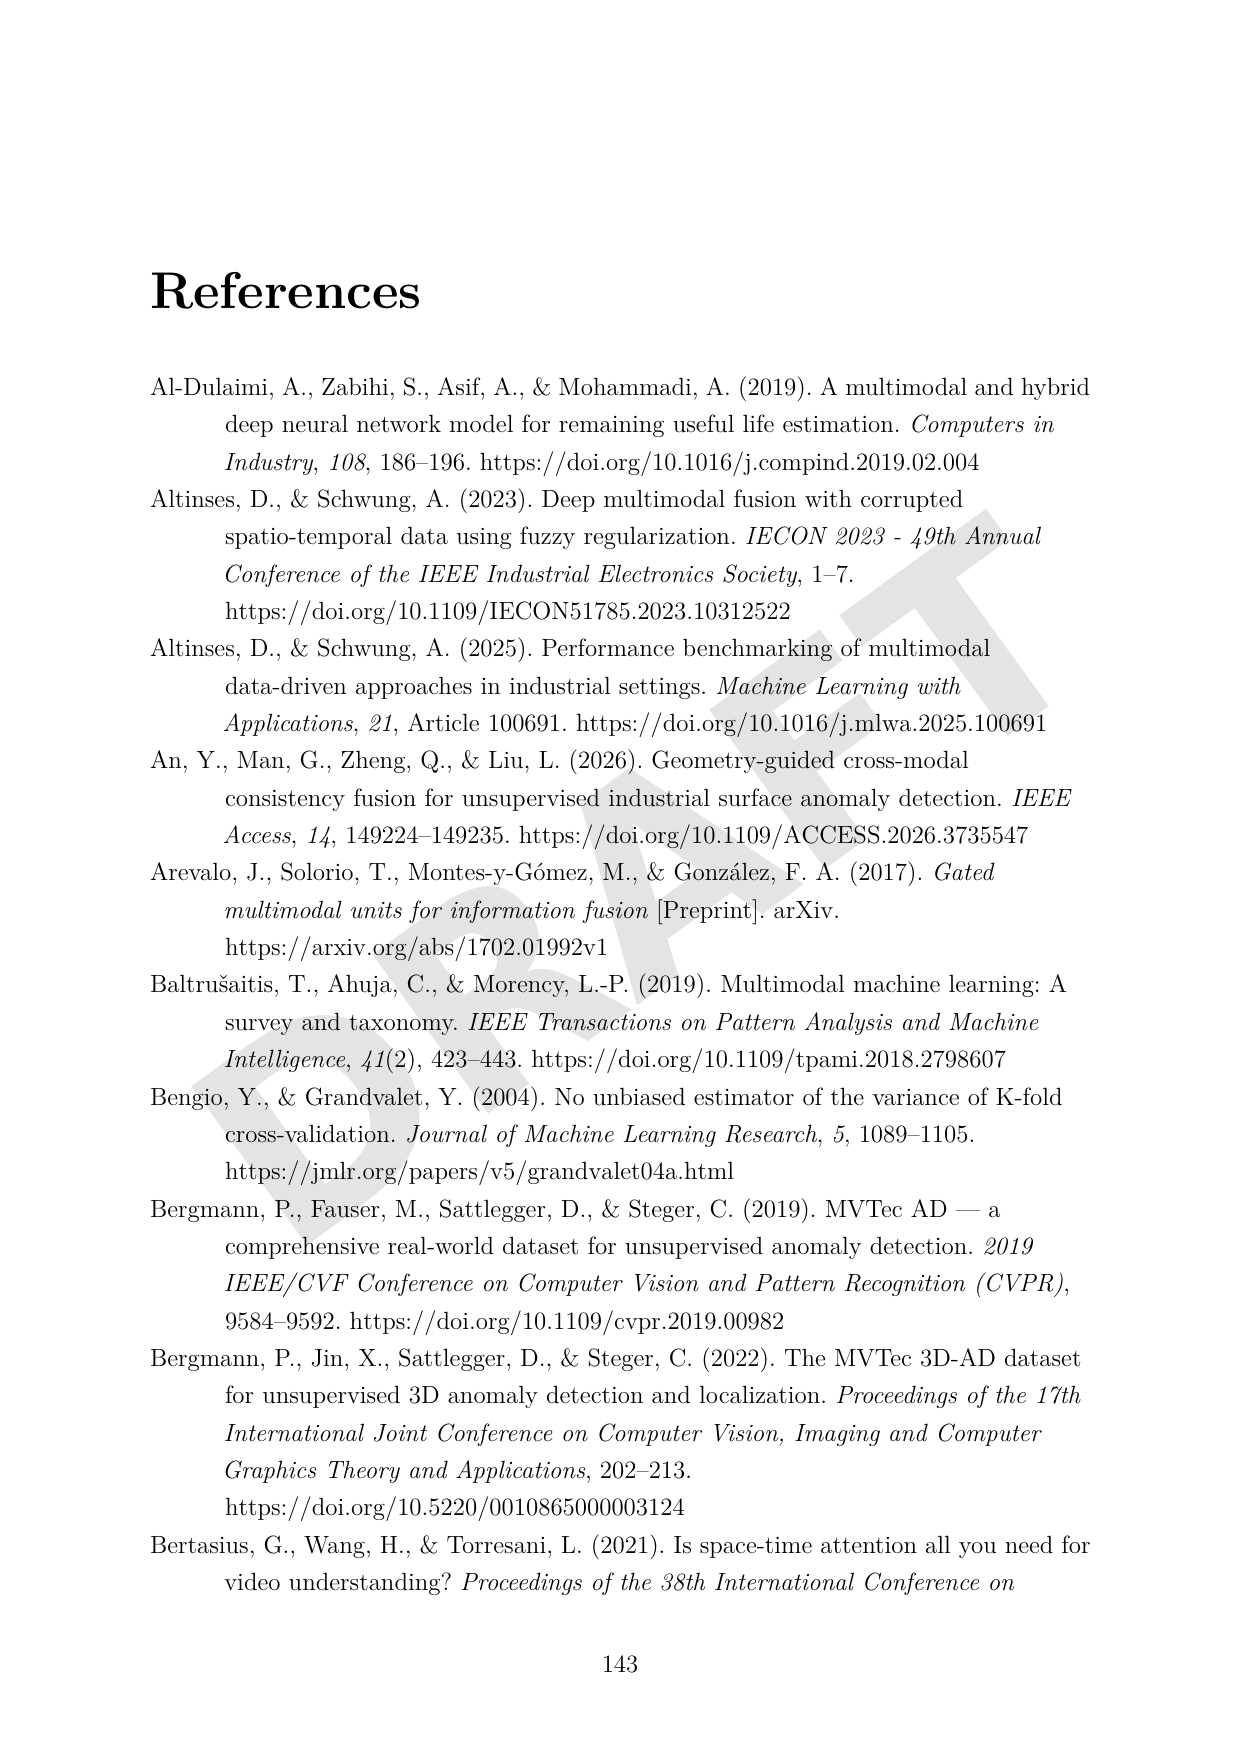 References
Al-Dulaimi, A., Zabihi, S., Asif, A., & Mohammadi, A. (2019). A multimodal and hybrid
deep neural network model for remaining useful life estimation. Computers in
Industry, 108, 186–196. https://doi.org/10.1016/j.compind.2019.02.004
Altinses, D., & Schwung, A. (2023). Deep multimodal fusion with corrupted
spatio-temporal data using fuzzy regularization. IECON 2023 - 49th Annual
Conference of the IEEE Industrial Electronics Society, 1–7.
https://doi.org/10.1109/IECON51785.2023.10312522
Altinses, D., & Schwung, A. (2025). Performance benchmarking of multimodal
data-driven approaches in industrial settings. Machine Learning with
Applications, 21, Article 100691. https://doi.org/10.1016/j.mlwa.2025.100691
An, Y., Man, G., Zheng, Q., & Liu, L. (2026). Geometry-guided cross-modal
consistency fusion for unsupervised industrial surface anomaly detection. IEEE
Access, 14, 149224–149235. https://doi.org/10.1109/ACCESS.2026.3735547
Arevalo, J., Solorio, T., Montes-y-Gómez, M., & González, F. A. (2017). Gated
multimodal units for information fusion [Preprint]. arXiv.
https://arxiv.org/abs/1702.01992v1
Baltrušaitis, T., Ahuja, C., & Morency, L.-P. (2019). Multimodal machine learning: A
survey and taxonomy. IEEE Transactions on Pattern Analysis and Machine
Intelligence, 41(2), 423–443. https://doi.org/10.1109/tpami.2018.2798607
Bengio, Y., & Grandvalet, Y. (2004). No unbiased estimator of the variance of K-fold
cross-validation. Journal of Machine Learning Research, 5, 1089–1105.
https://jmlr.org/papers/v5/grandvalet04a.html
Bergmann, P., Fauser, M., Sattlegger, D., & Steger, C. (2019). MVTec AD — a
comprehensive real-world dataset for unsupervised anomaly detection. 2019
IEEE/CVF Conference on Computer Vision and Pattern Recognition (CVPR),
9584–9592. https://doi.org/10.1109/cvpr.2019.00982
Bergmann, P., Jin, X., Sattlegger, D., & Steger, C. (2022). The MVTec 3D-AD dataset
for unsupervised 3D anomaly detection and localization. Proceedings of the 17th
International Joint Conference on Computer Vision, Imaging and Computer
Graphics Theory and Applications, 202–213.
https://doi.org/10.5220/0010865000003124
Bertasius, G., Wang, H., & Torresani, L. (2021). Is space-time attention all you need for
video understanding? Proceedings of the 38th International Conference on
143
DRAFT